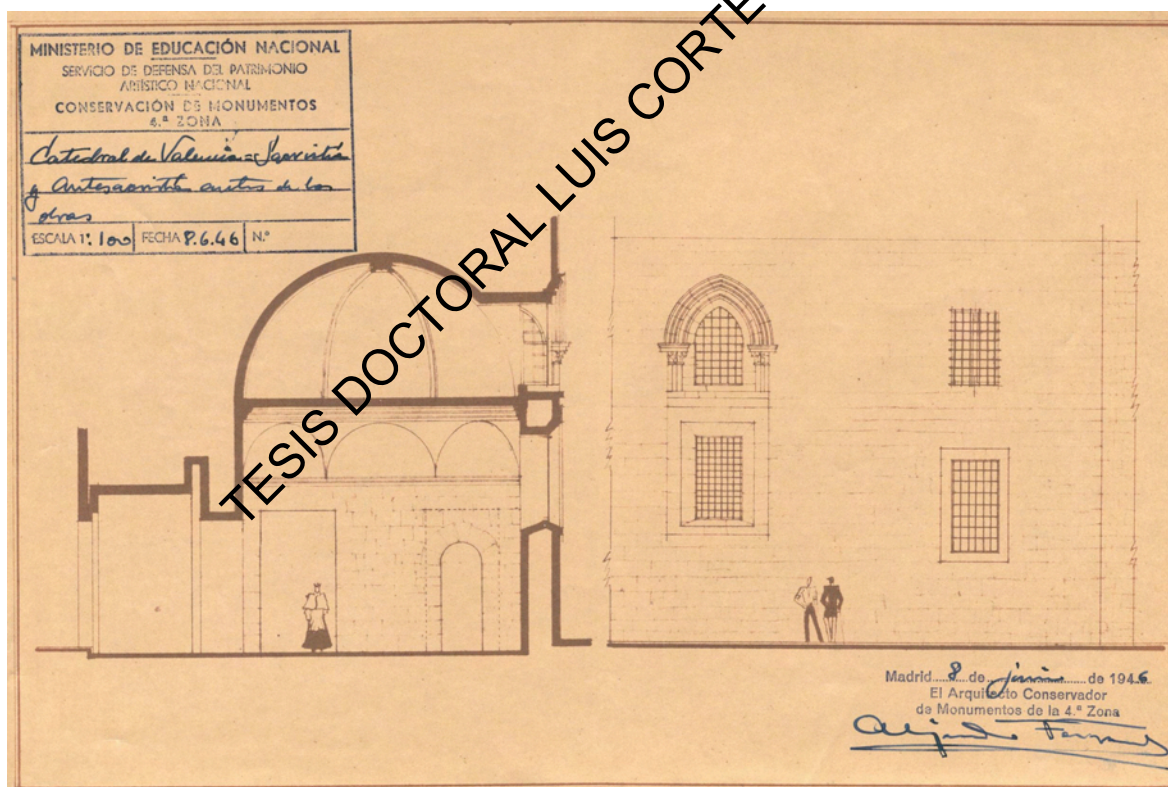 MINISTERIO DE EDUCACIÓN NACIONAL
SERVICIO DE DEFENSA DEL PATRIMONIO
ARTÍSTICO NACIONAL
CONSERVACIÓN DE MONUMENTOS
4.ª ZONA
Catedral de Valencia = Sacristía
y Antesacristía antes de las
obras
ESCALA 1: 100 FECHA 8.6.46 N.º
TESIS DOCTORAL LUIS CORTE
Madrid 8 de junio de 1946
El Arquitecto Conservador
de Monumentos de la 4.ª Zona
Alejandro Ferrant